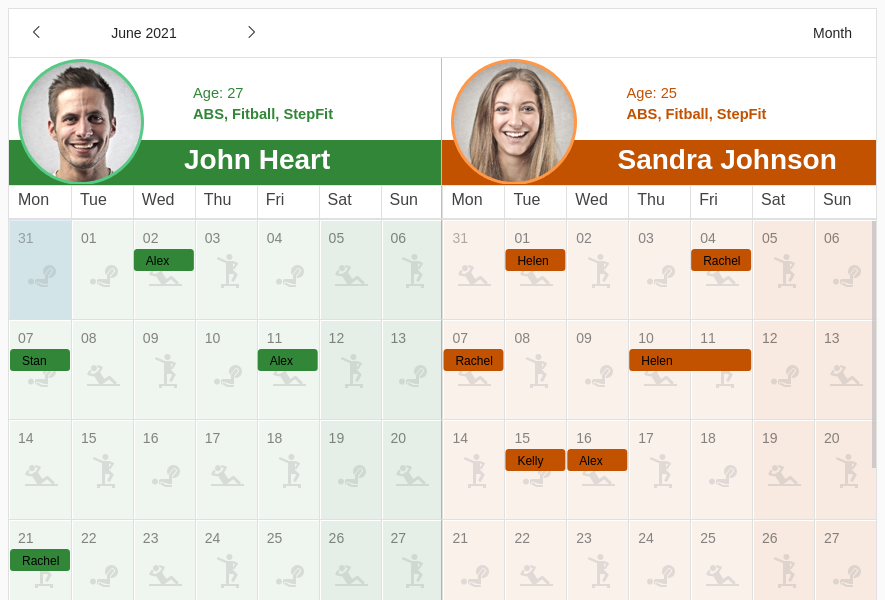 June 2021
Month
Age: 27
ABS, Fitball, StepFit
John Heart
Age: 25
ABS, Fitball, StepFit
Sandra Johnson
Mon Tue Wed Thu Fri Sat Sun Mon Tue Wed Thu Fri Sat Sun
31 01 02 03 04 05 06 31 01 02 03 04 05 06
Alex Helen Rachel
07 08 09 10 11 12 13 07 08 09 10 11 12 13
Stan Alex Rachel Helen
14 15 16 17 18 19 20 14 15 16 17 18 19 20
Kelly Alex
21 22 23 24 25 26 27 21 22 23 24 25 26 27
Rachel